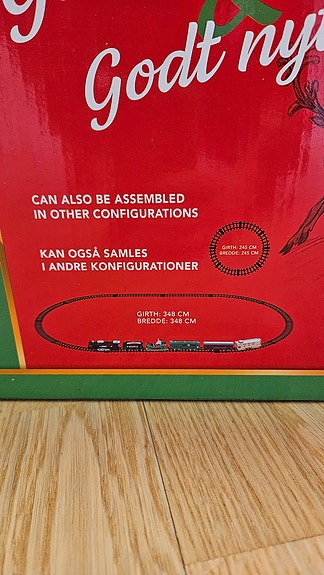 &
Godt nyt
CAN ALSO BE ASSEMBLED
IN OTHER CONFIGURATIONS
KAN OGSÅ SAMLES
I ANDRE KONFIGURATIONER
GIRTH: 245 CM
BREDDE: 245 CM
GIRTH: 348 CM
BREDDE: 348 CM